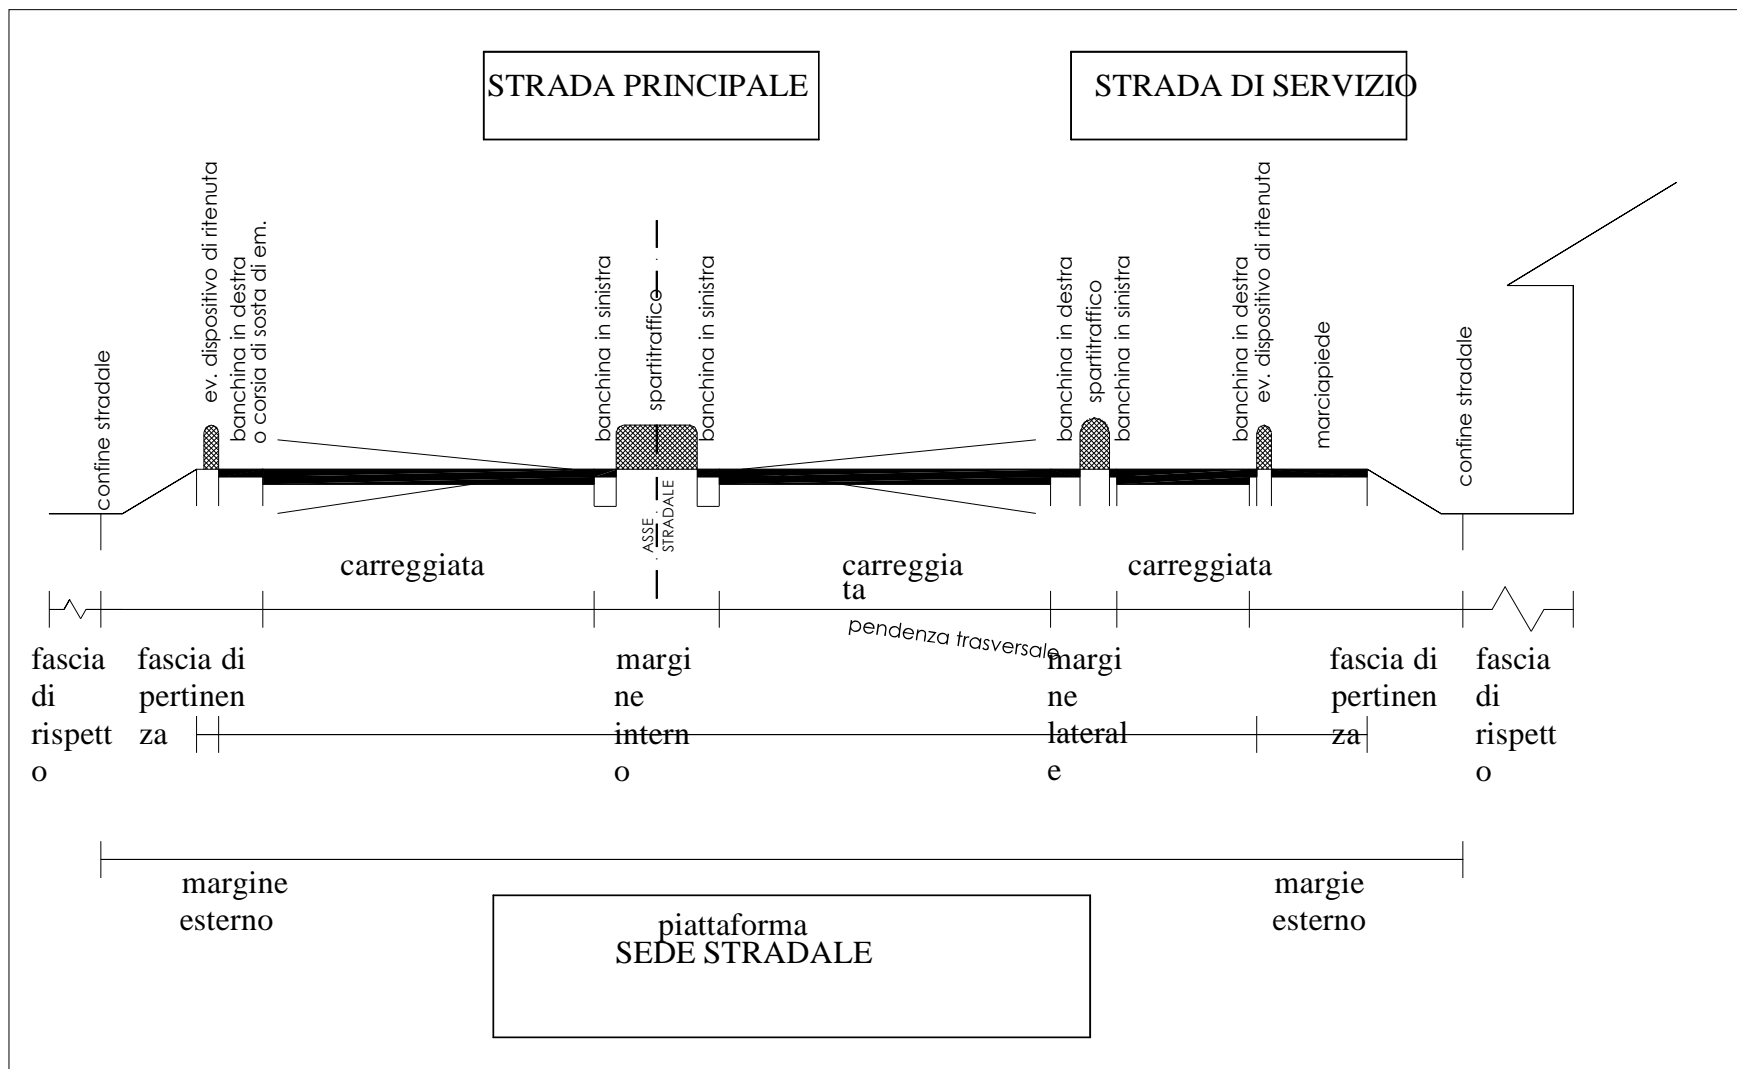 STRADA PRINCIPALE
STRADA DI SERVIZIO
confine stradale
ev. dispositivo di ritenuta
banchina in destra
o corsia di sosta di em.
banchina in sinistra
spartitraffico
banchina in sinistra
banchina in destra
spartitraffico
banchina in sinistra
banchina in destra
ev. dispositivo di ritenuta
marciapiede
confine stradale
ASSE
STRADALE
carreggiata
carreggia
ta
carreggiata
pendenza trasversale
fascia
di
rispett
o
fascia di
pertinen
za
margi
ne
intern
o
margi
ne
lateral
e
fascia di
pertinen
za
fascia
di
rispett
o
margine
esterno
margie
esterno
piattaforma
SEDE STRADALE